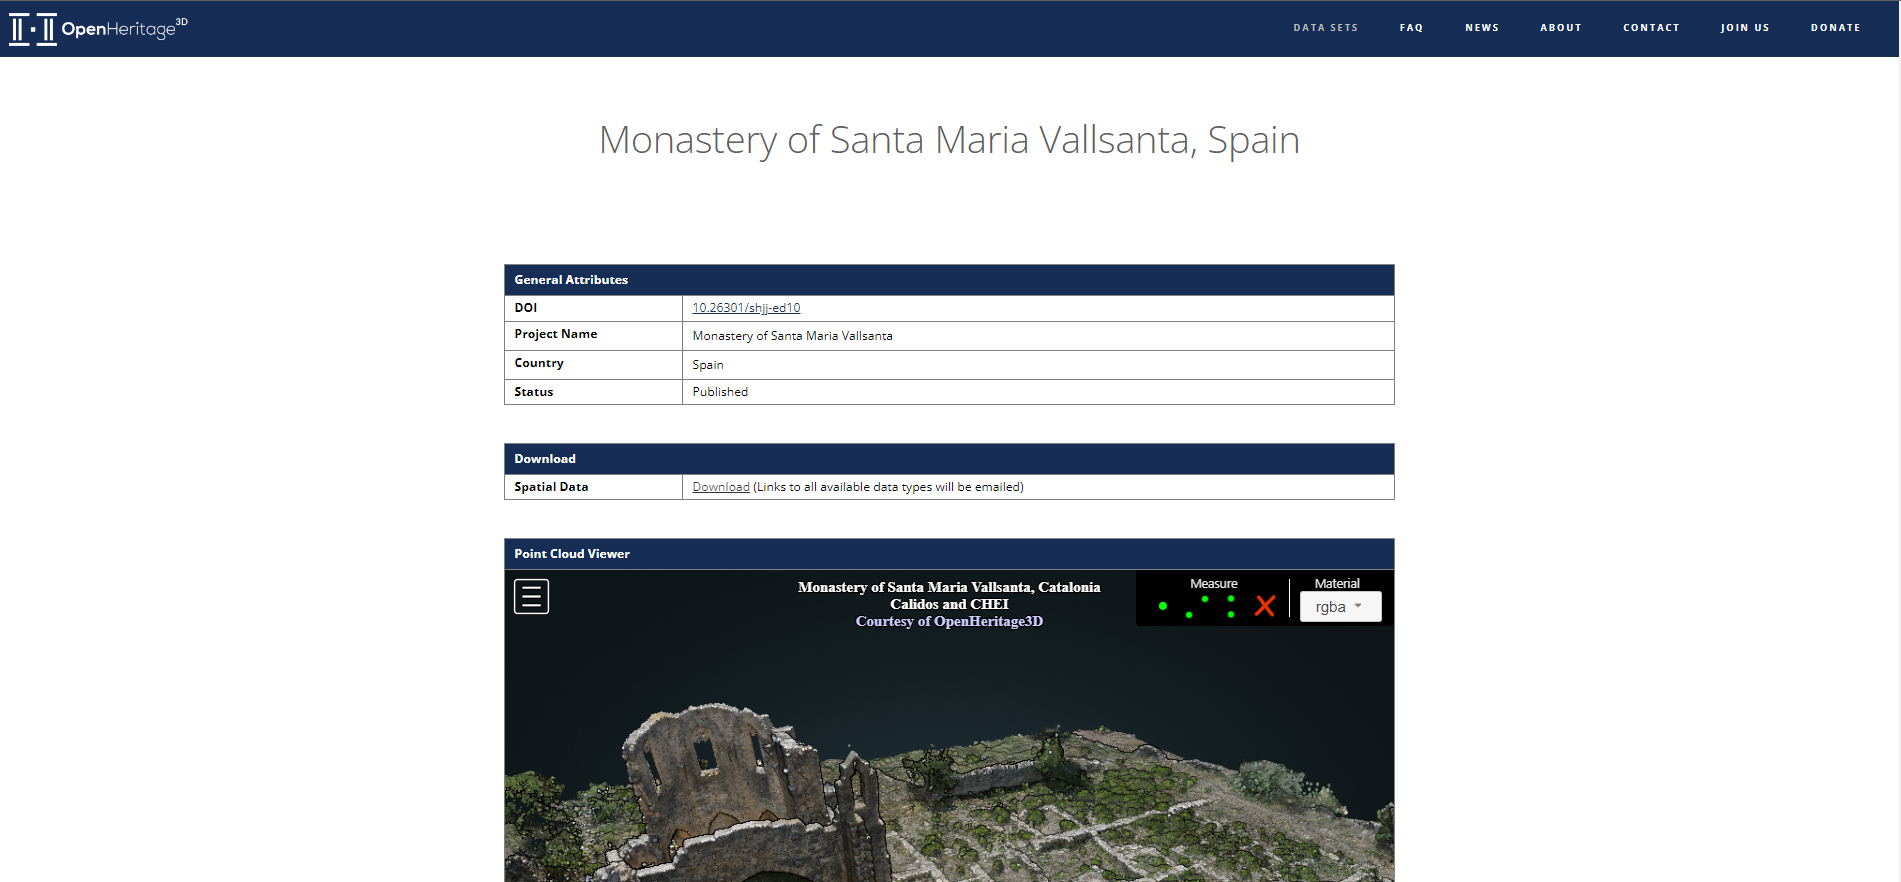 OpenHeritage3D
DATA SETS FAQ NEWS ABOUT CONTACT JOIN US DONATE
Monastery of Santa Maria Vallsanta, Spain
General Attributes
DOI 10.26301/shjj-ed10
Project Name Monastery of Santa Maria Vallsanta
Country Spain
Status Published
Download
Spatial Data Download (Links to all available data types will be emailed)
Point Cloud Viewer
Monastery of Santa Maria Vallsanta, Catalonia
Calidos and CHEI
Courtesy of OpenHeritage3D
Measure
Material
rgba